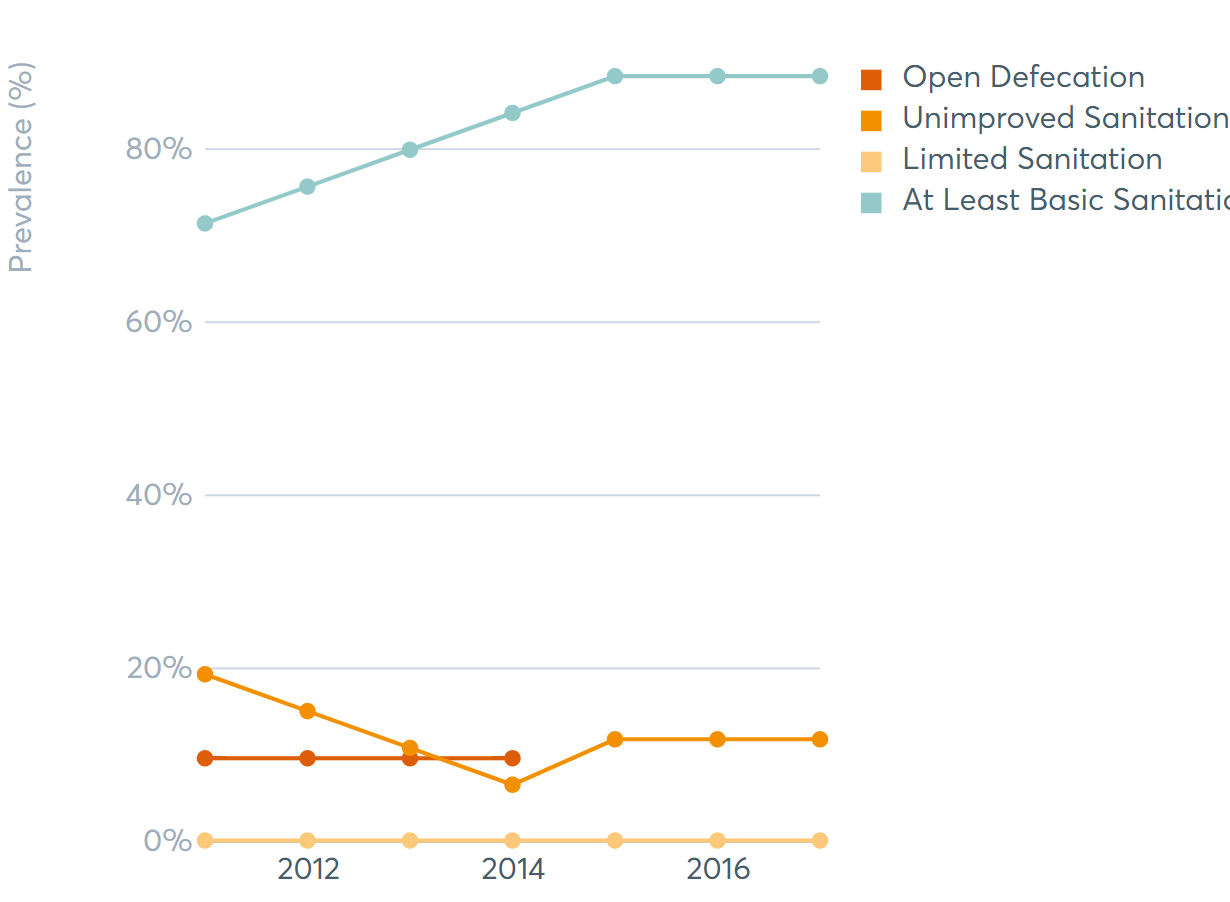 Prevalence (%)
80%
60%
40%
20%
0%
2012
2014
2016
Open Defecation
Unimproved Sanitation
Limited Sanitation
At Least Basic Sanitatio